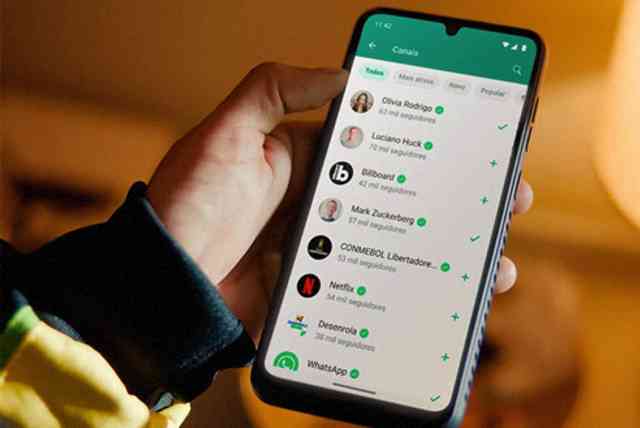 11:42
Canais
Todos Mais ativos Novo Popular
Olivia Rodrigo
62 mil seguidores
Luciano Huck
70 mil seguidores
b
Billboard
42 mil seguidores
Mark Zuckerberg
57 mil seguidores
CONMEBOL Libertadore...
53 mil seguidores
N
Netflix
54 mil seguidores
Desenrola
38 mil seguidores
WhatsApp